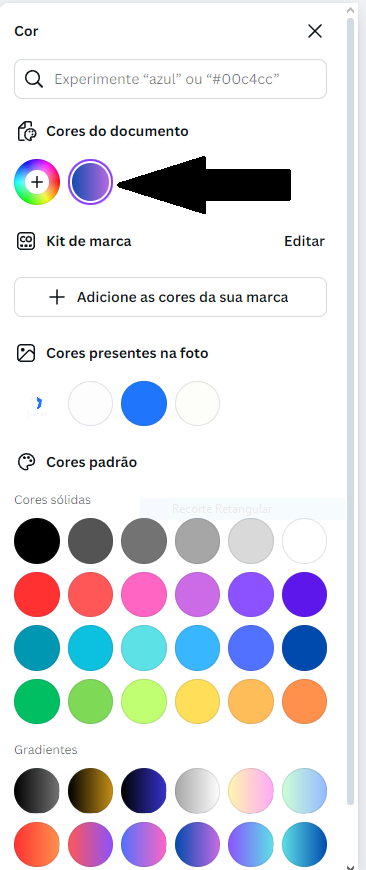 Cor
Experimente “azul” ou “#00c4cc”
Cores do documento
CO
Kit de marca
Editar
Adicione as cores da sua marca
Cores presentes na foto
Cores padrão
Recorte Retangular
Cores sólidas
Gradientes